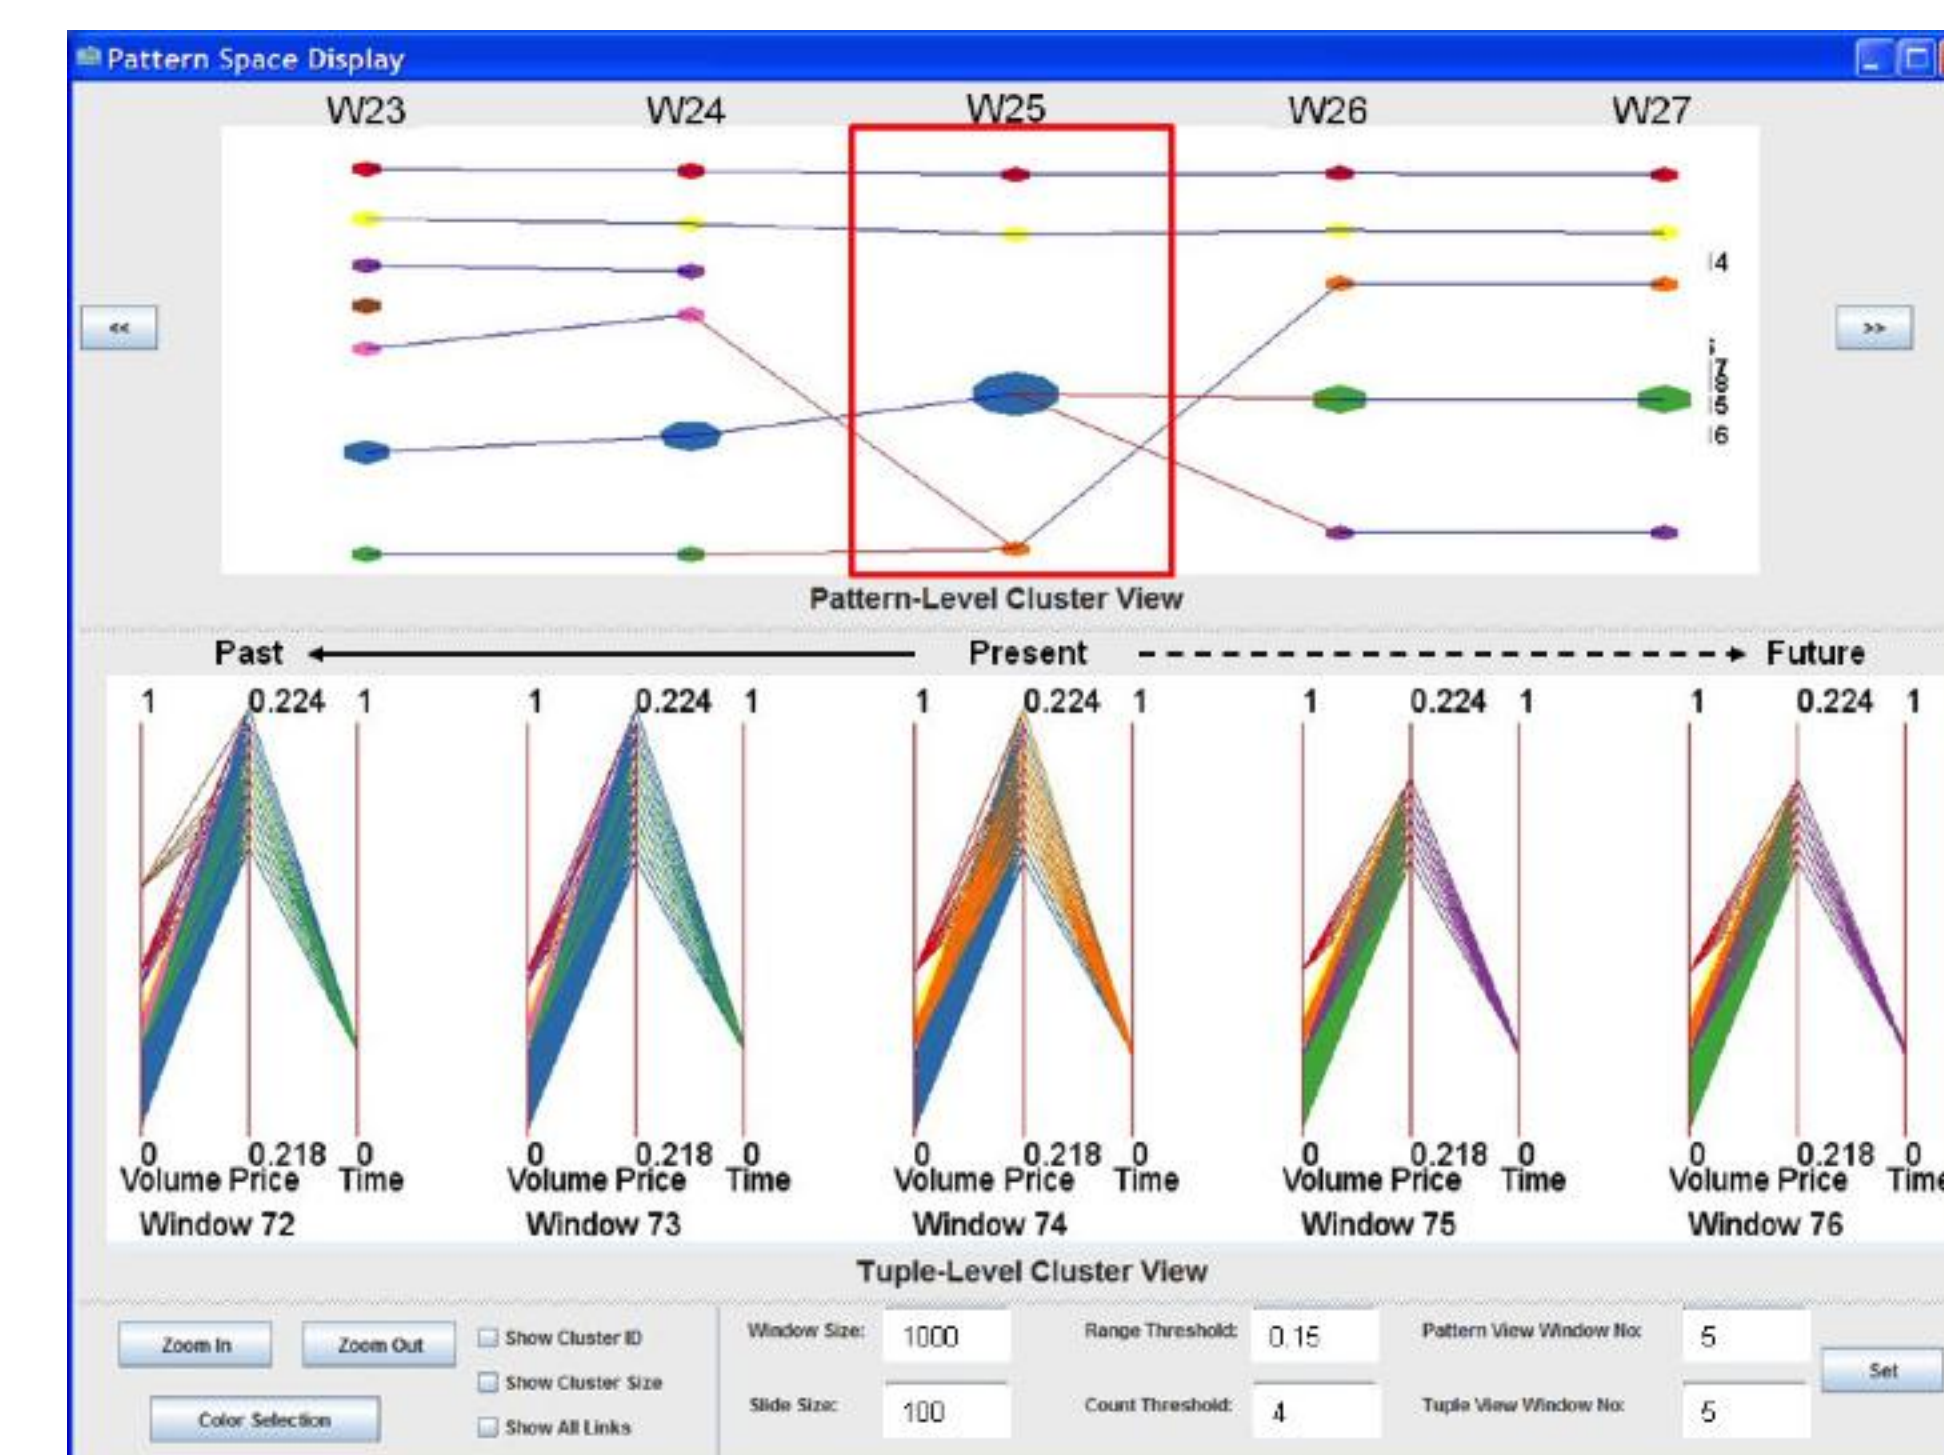 Pattern Space Display
W23 W24 W25 W26 W27
4
<< >>
7
8
5
6
Pattern-Level Cluster View
Past Present Future
1 0.224 1 1 0.224 1 1 0.224 1 1 0.224 1 1 0.224 1
0 0.218 0 0 0.218 0 0 0.218 0 0 0.218 0 0 0.218 0
Volume Price Time Volume Price Time Volume Price Time Volume Price Time Volume Price
Window 72 Window 73 Window 74 Window 75 Window 76
Tuple-Level Cluster View
Zoom In Zoom Out Show Cluster ID Window Size: 1000 Range Threshold: 0.15 Pattern View Window No: 5
Show Cluster Size Set
Color Selection Show All Links Slide Size: 100 Count Threshold: 4 Tuple View Window No: 5